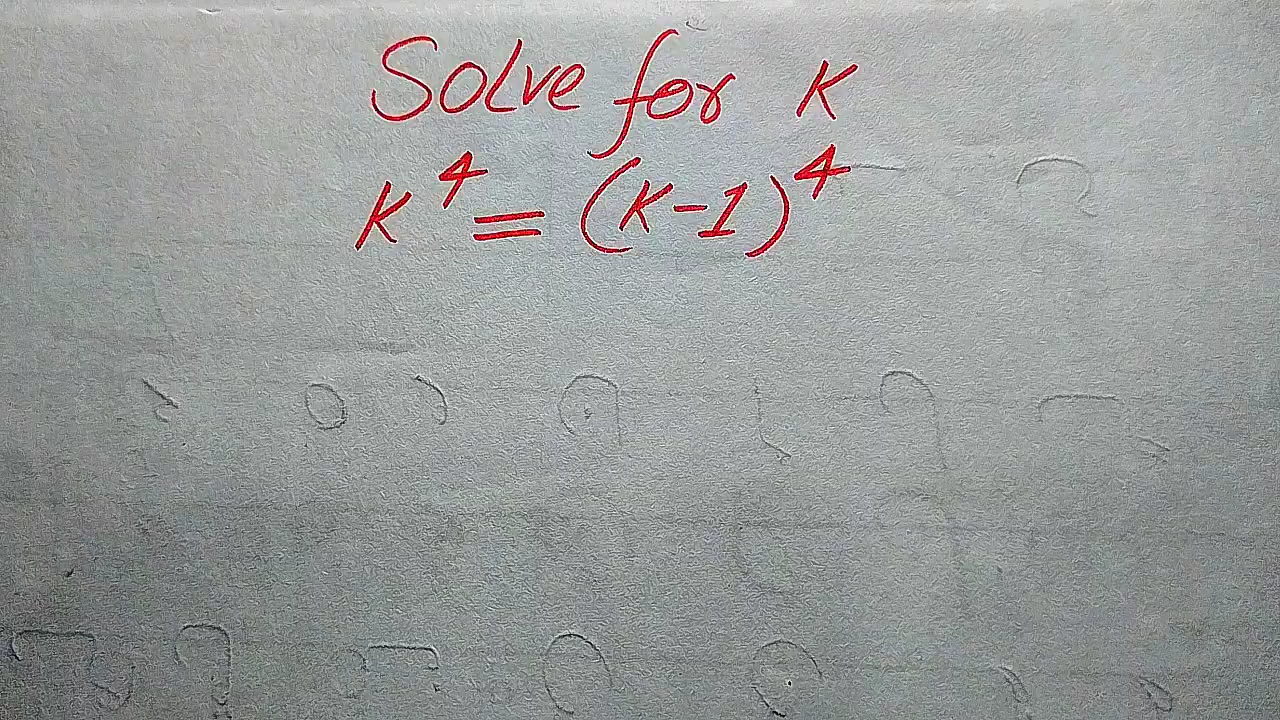 Solve for K
K⁴ = (K-1)⁴